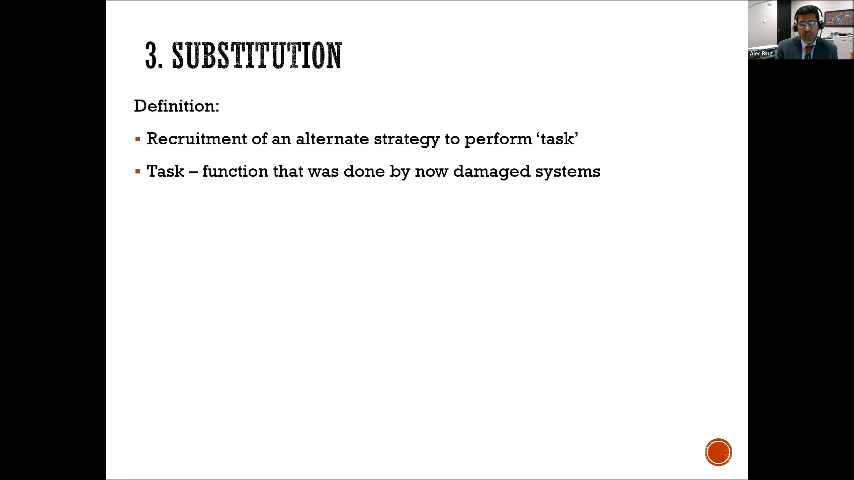 3. SUBSTITUTION
Definition:
Recruitment of an alternate strategy to perform ‘task’
Task – function that was done by now damaged systems